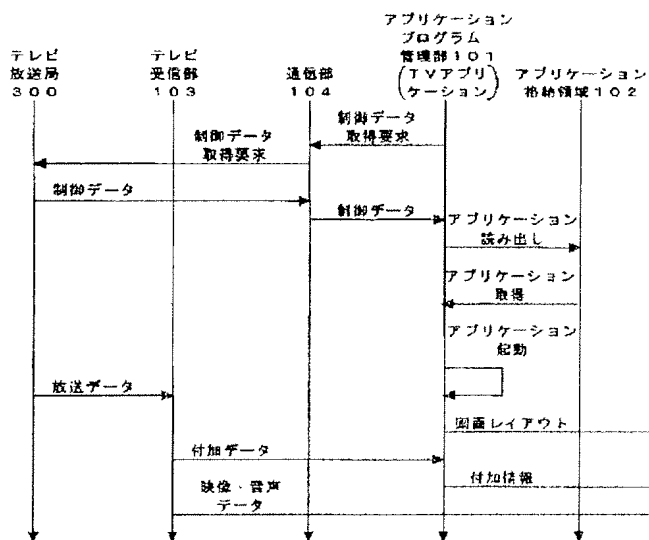 テレビ
放送局
300
テレビ
受信部
103
通信部
104
アプリケーション
プログラム
管理部101
(TVアプリ
ケーション)
アプリケーション
格納領域102
制御データ
取得要求
制御データ
取得要求
制御データ
制御データ
アプリケーション
読み出し
アプリケーション
取得
アプリケーション
起動
放送データ
画面レイアウト
付加データ
付加情報
映像・音声
データ